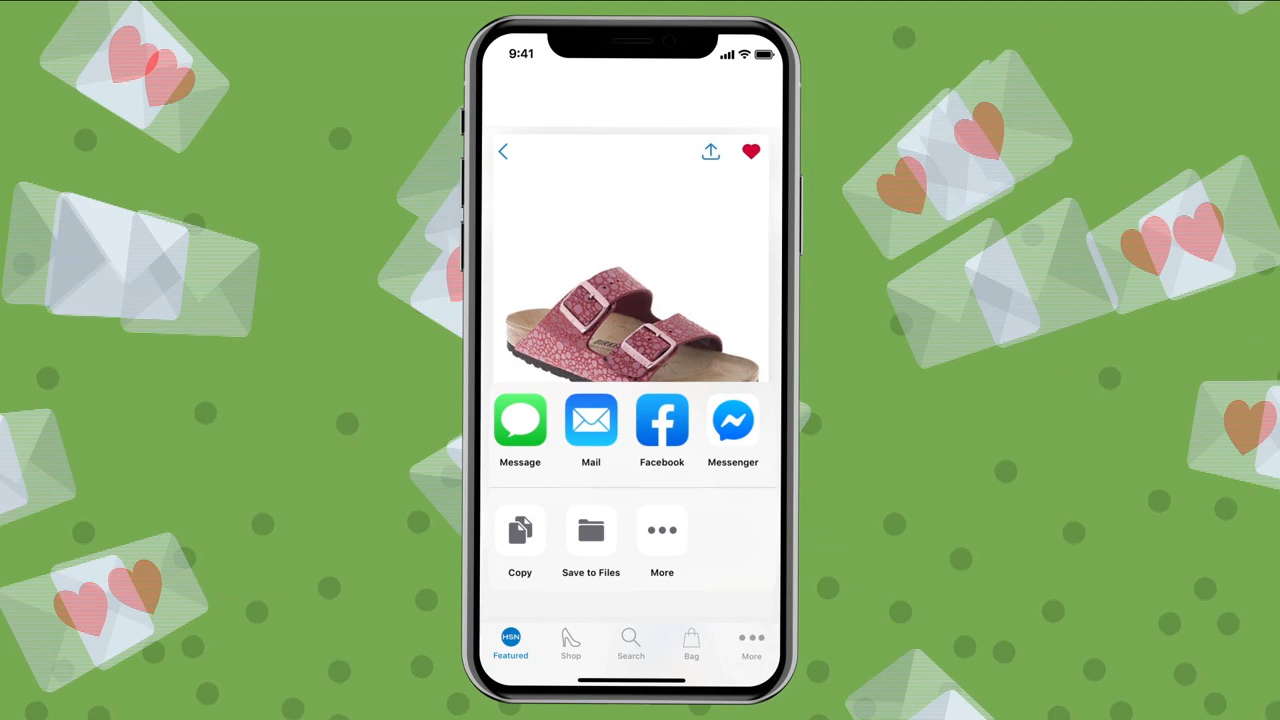 9:41
Message Mail Facebook Messenger
Copy Save to Files More
HSN
Featured Shop Search Bag More